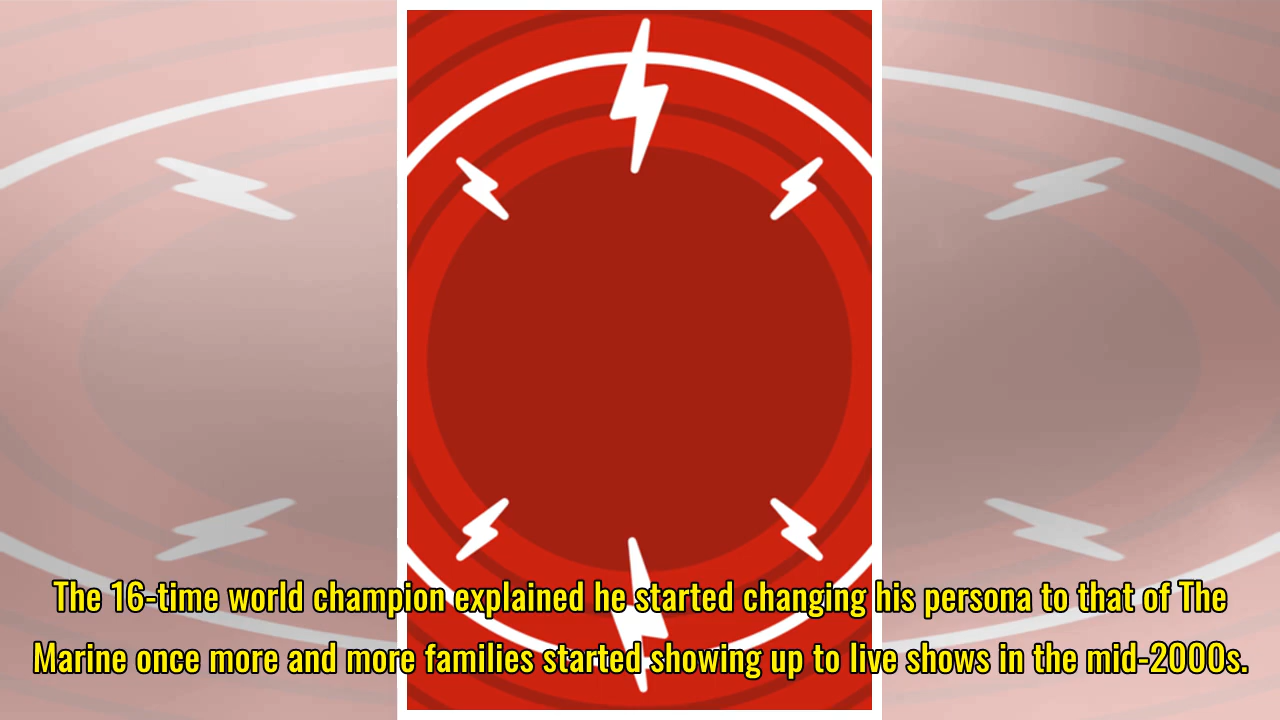 The 16-time world champion explained he started changing his persona to that of The
Marine once more and more families started showing up to live shows in the mid-2000s.